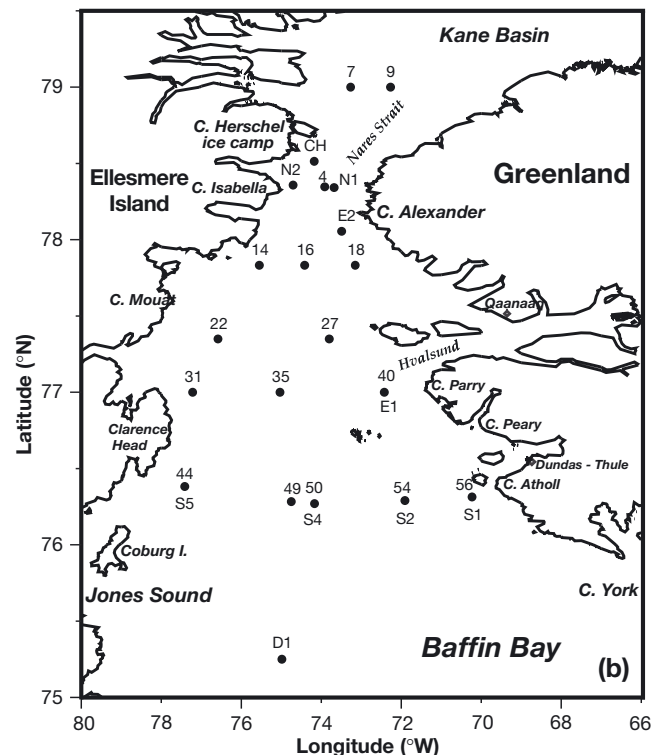 Kane Basin
79
7 9
Nares Strait
C. Herschel
ice camp
CH
Greenland
N2 4 N1
Ellesmere
Island
C. Isabella
C. Alexander
E2
78
14 16 18
C. Mouat
Qaanaaq
22 27
Hvalsund
77
31 35 40
E1
C. Parry
C. Peary
Clarence
Head
Dundas - Thule
44 49 50 54 56
C. Atholl
S5 S4 S2 S1
76
Coburg I.
Jones Sound
C. York
D1
Baffin Bay
(b)
75
80 78 76 74 72 70 68 66
Latitude (°N)
Longitude (°W)